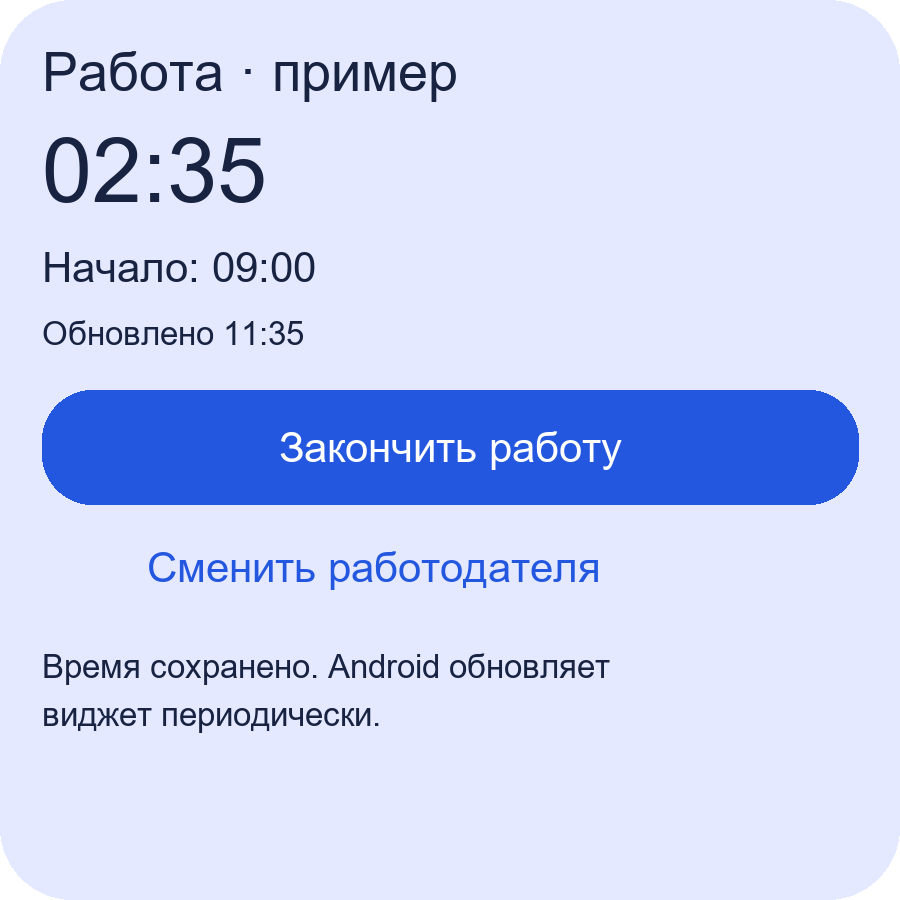 Работа · пример
02:35
Начало: 09:00
Обновлено 11:35
Закончить работу
Сменить работодателя
Время сохранено. Android обновляет
виджет периодически.